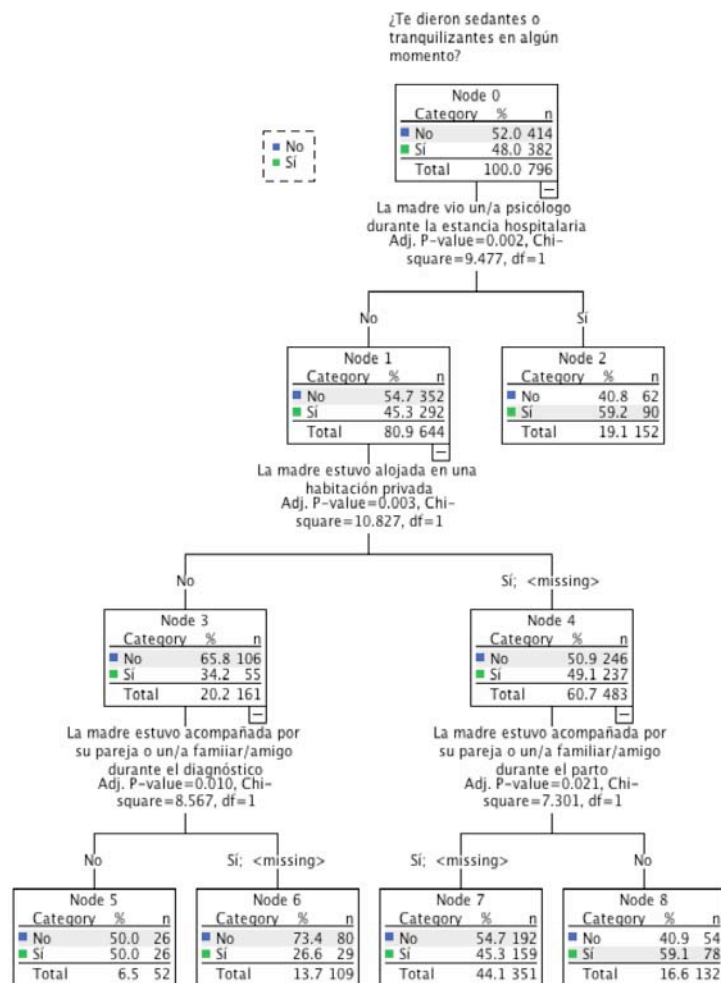 ¿Te dieron sedantes o
tranquilizantes en algún
momento?
No
Sí
Node 0
Category % n
No 52.0 414
Sí 48.0 382
Total 100.0 796
La madre vio un/a psicólogo
durante la estancia hospitalaria
Adj. P-value=0.002, Chi-
square=9.477, df=1
No
Sí
Node 1
Category % n
No 54.7 352
Sí 45.3 292
Total 80.9 644
Node 2
Category % n
No 40.8 62
Sí 59.2 90
Total 19.1 152
La madre estuvo alojada en una
habitación privada
Adj. P-value=0.003, Chi-
square=10.827, df=1
No
Sí; <missing>
Node 3
Category % n
No 65.8 106
Sí 34.2 55
Total 20.2 161
Node 4
Category % n
No 50.9 246
Sí 49.1 237
Total 60.7 483
La madre estuvo acompañada por
su pareja o un/a famiiar/amigo
durante el diagnóstico
Adj. P-value=0.010, Chi-
square=8.567, df=1
La madre estuvo acompañada por
su pareja o un/a familiar/amigo
durante el parto
Adj. P-value=0.021, Chi-
square=7.301, df=1
No
Sí; <missing>
Sí; <missing>
No
Node 5
Category % n
No 50.0 26
Sí 50.0 26
Total 6.5 52
Node 6
Category % n
No 73.4 80
Sí 26.6 29
Total 13.7 109
Node 7
Category % n
No 54.7 192
Sí 45.3 159
Total 44.1 351
Node 8
Category % n
No 40.9 54
Sí 59.1 78
Total 16.6 132